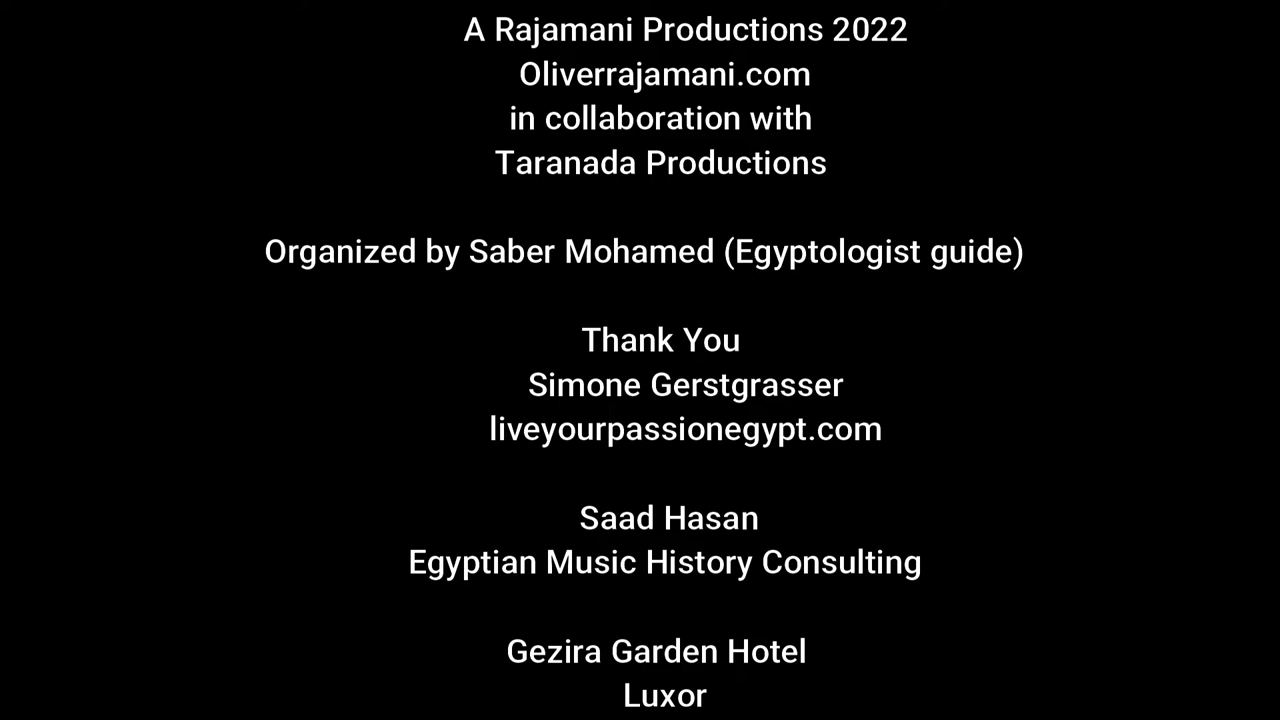 A Rajamani Productions 2022
Oliverrajamani.com
in collaboration with
Taranada Productions
Organized by Saber Mohamed (Egyptologist guide)
Thank You
Simone Gerstgrasser
liveyourpassionegypt.com
Saad Hasan
Egyptian Music History Consulting
Gezira Garden Hotel
Luxor